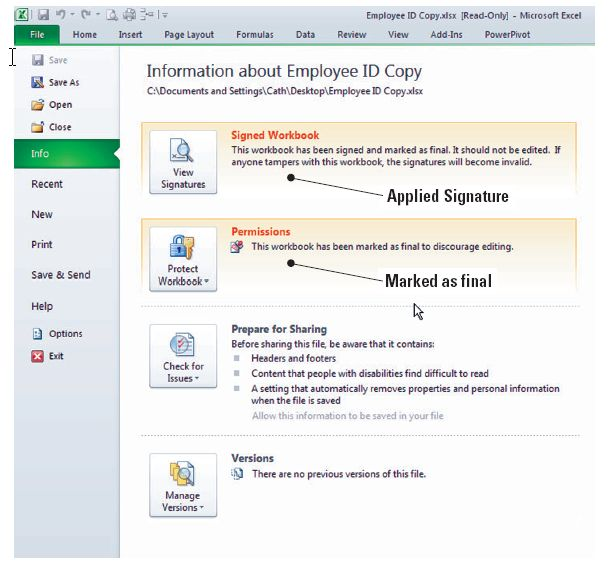 Employee ID Copy.xlsx [Read-Only] - Microsoft Excel
File Home Insert Page Layout Formulas Data Review View Add-Ins PowerPivot
Save
Save As
Open
Close
Info
Recent
New
Print
Save & Send
Help
Options
Exit
Information about Employee ID Copy
C:\Documents and Settings\Cath\Desktop\Employee ID Copy.xlsx
View
Signatures
Signed Workbook
This workbook has been signed and marked as final. It should not be edited. If
anyone tampers with this workbook, the signatures will become invalid.
Applied Signature
Protect
Workbook
Permissions
This workbook has been marked as final to discourage editing.
Marked as final
Check for
Issues
Prepare for Sharing
Before sharing this file, be aware that it contains:
Headers and footers
Content that people with disabilities find difficult to read
A setting that automatically removes properties and personal information
when the file is saved
Allow this information to be saved in your file
Manage
Versions
Versions
There are no previous versions of this file.